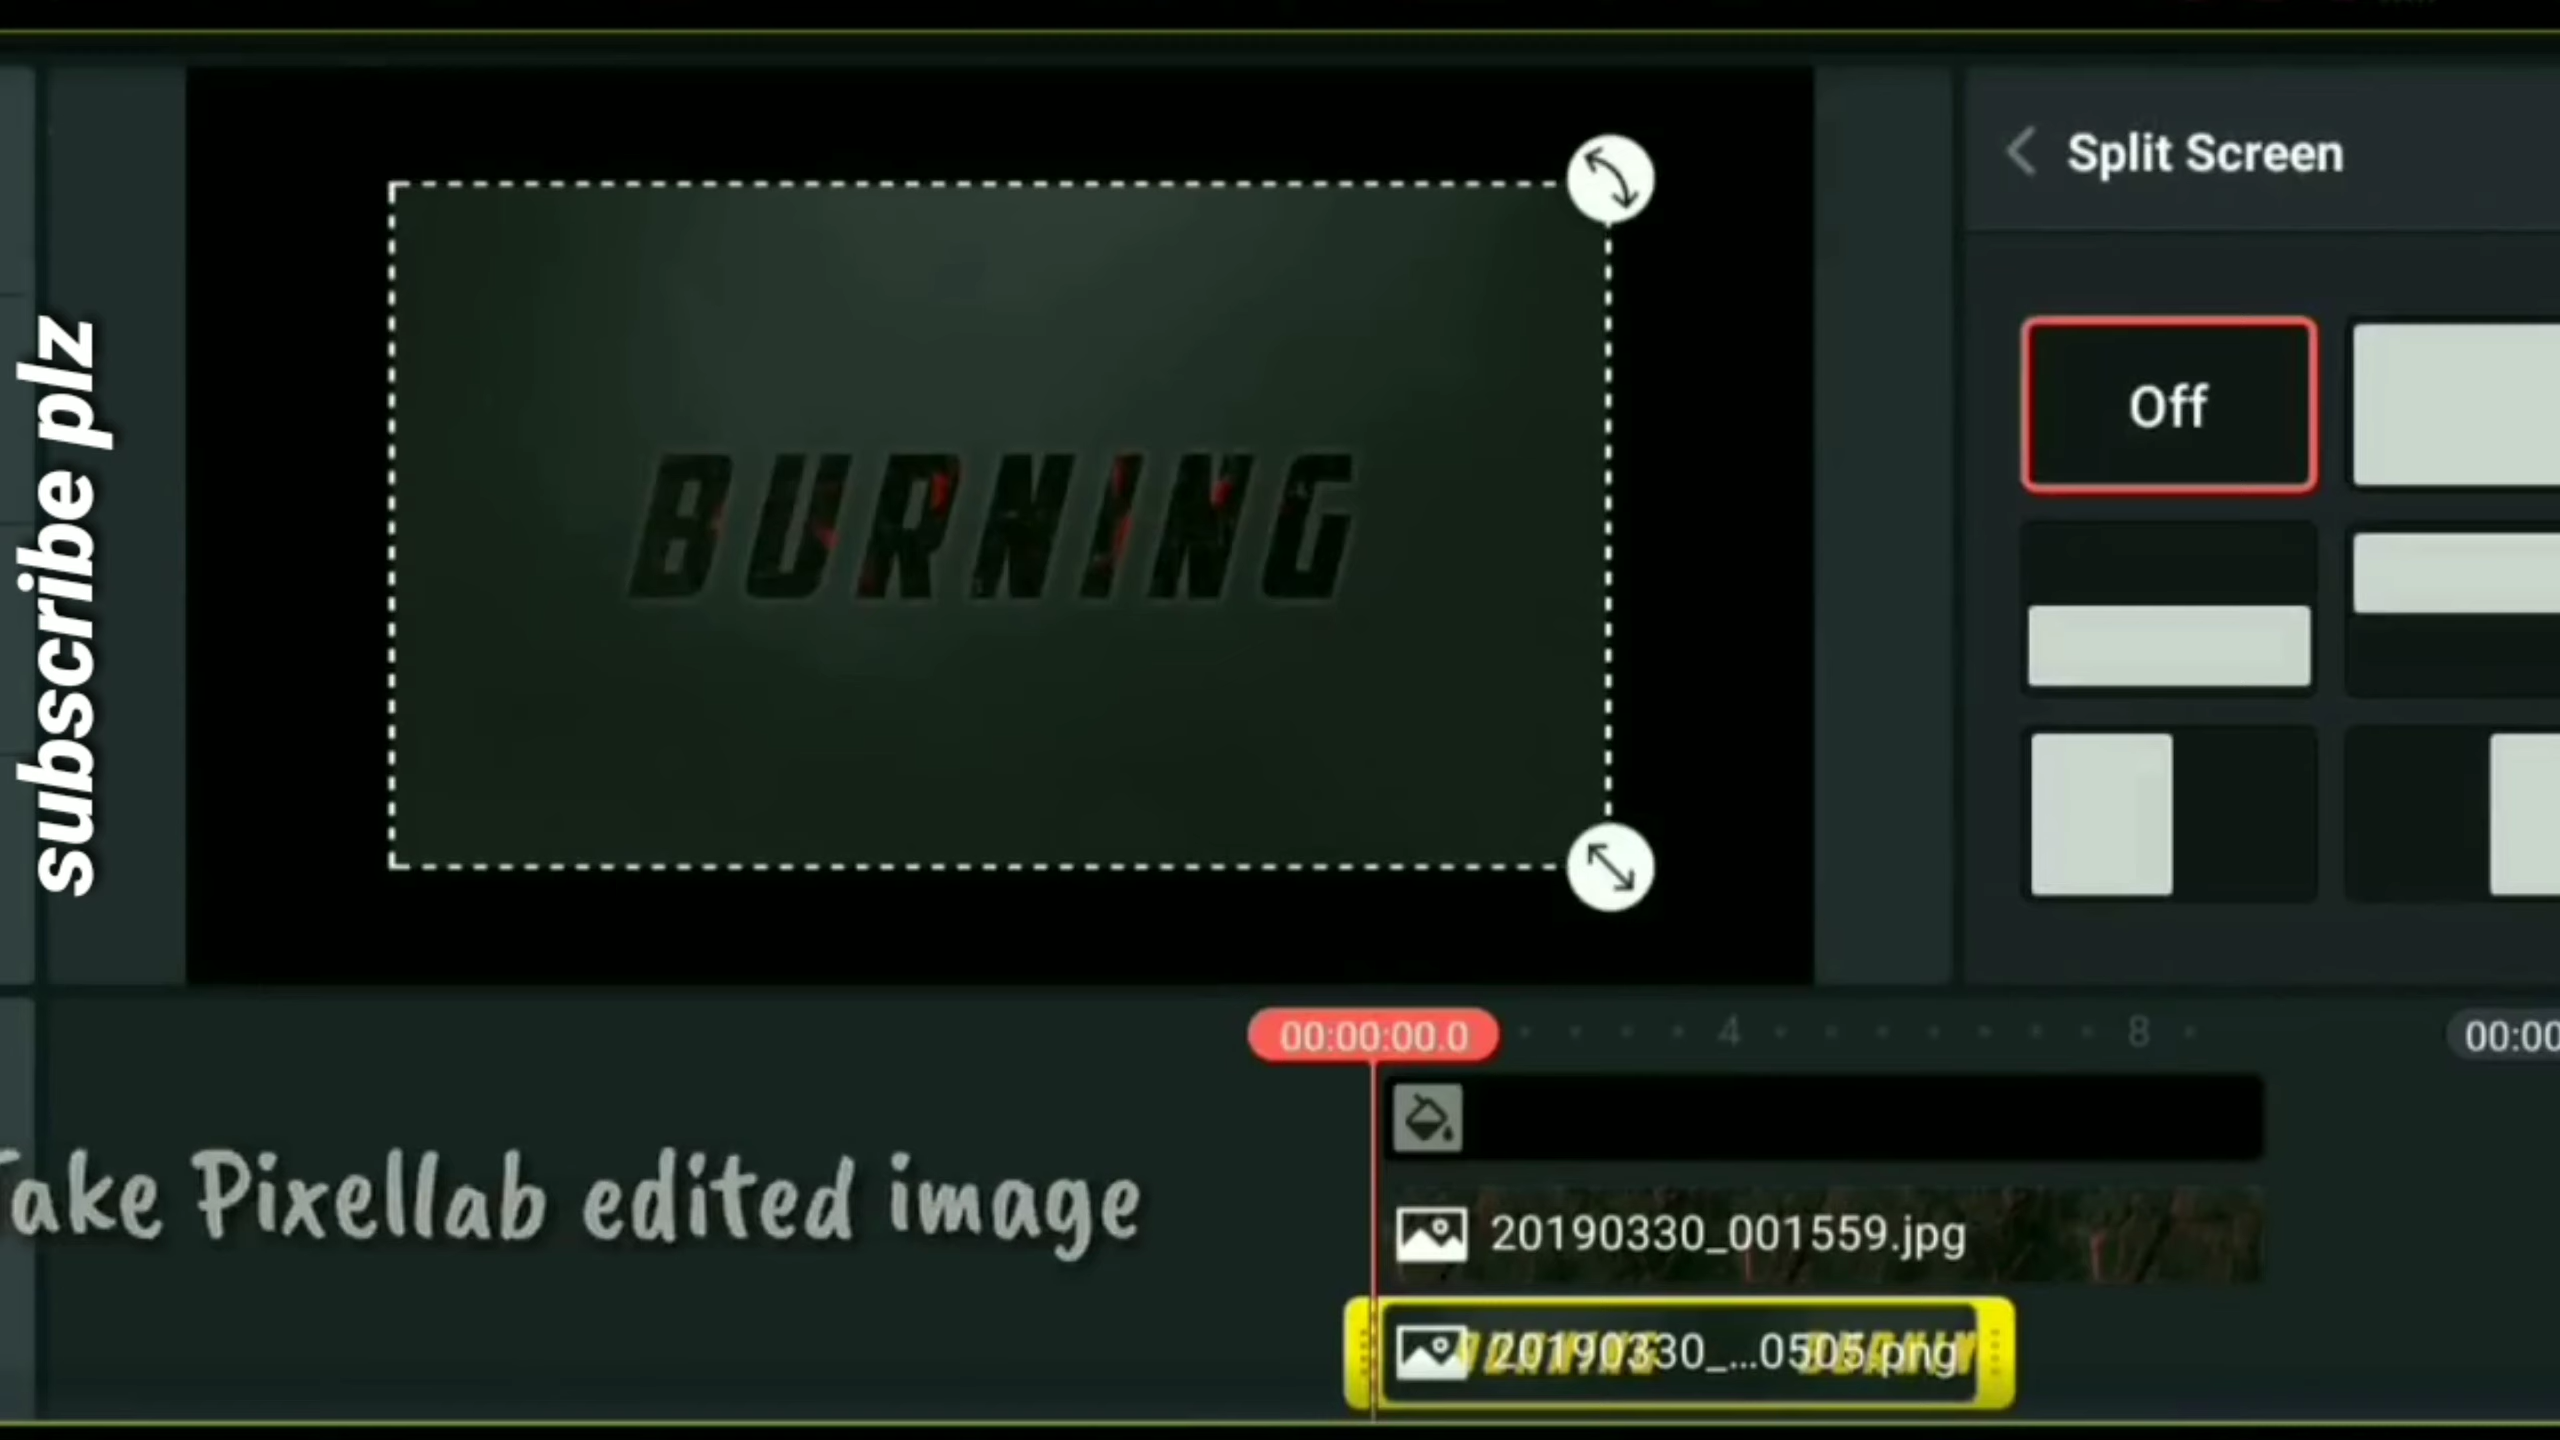 Split Screen
Off
subscribe plz
BURNING
00:00:00.0
4
8
00:00
Take Pixellab edited image
20190330_001559.jpg
20190330_...0505.png